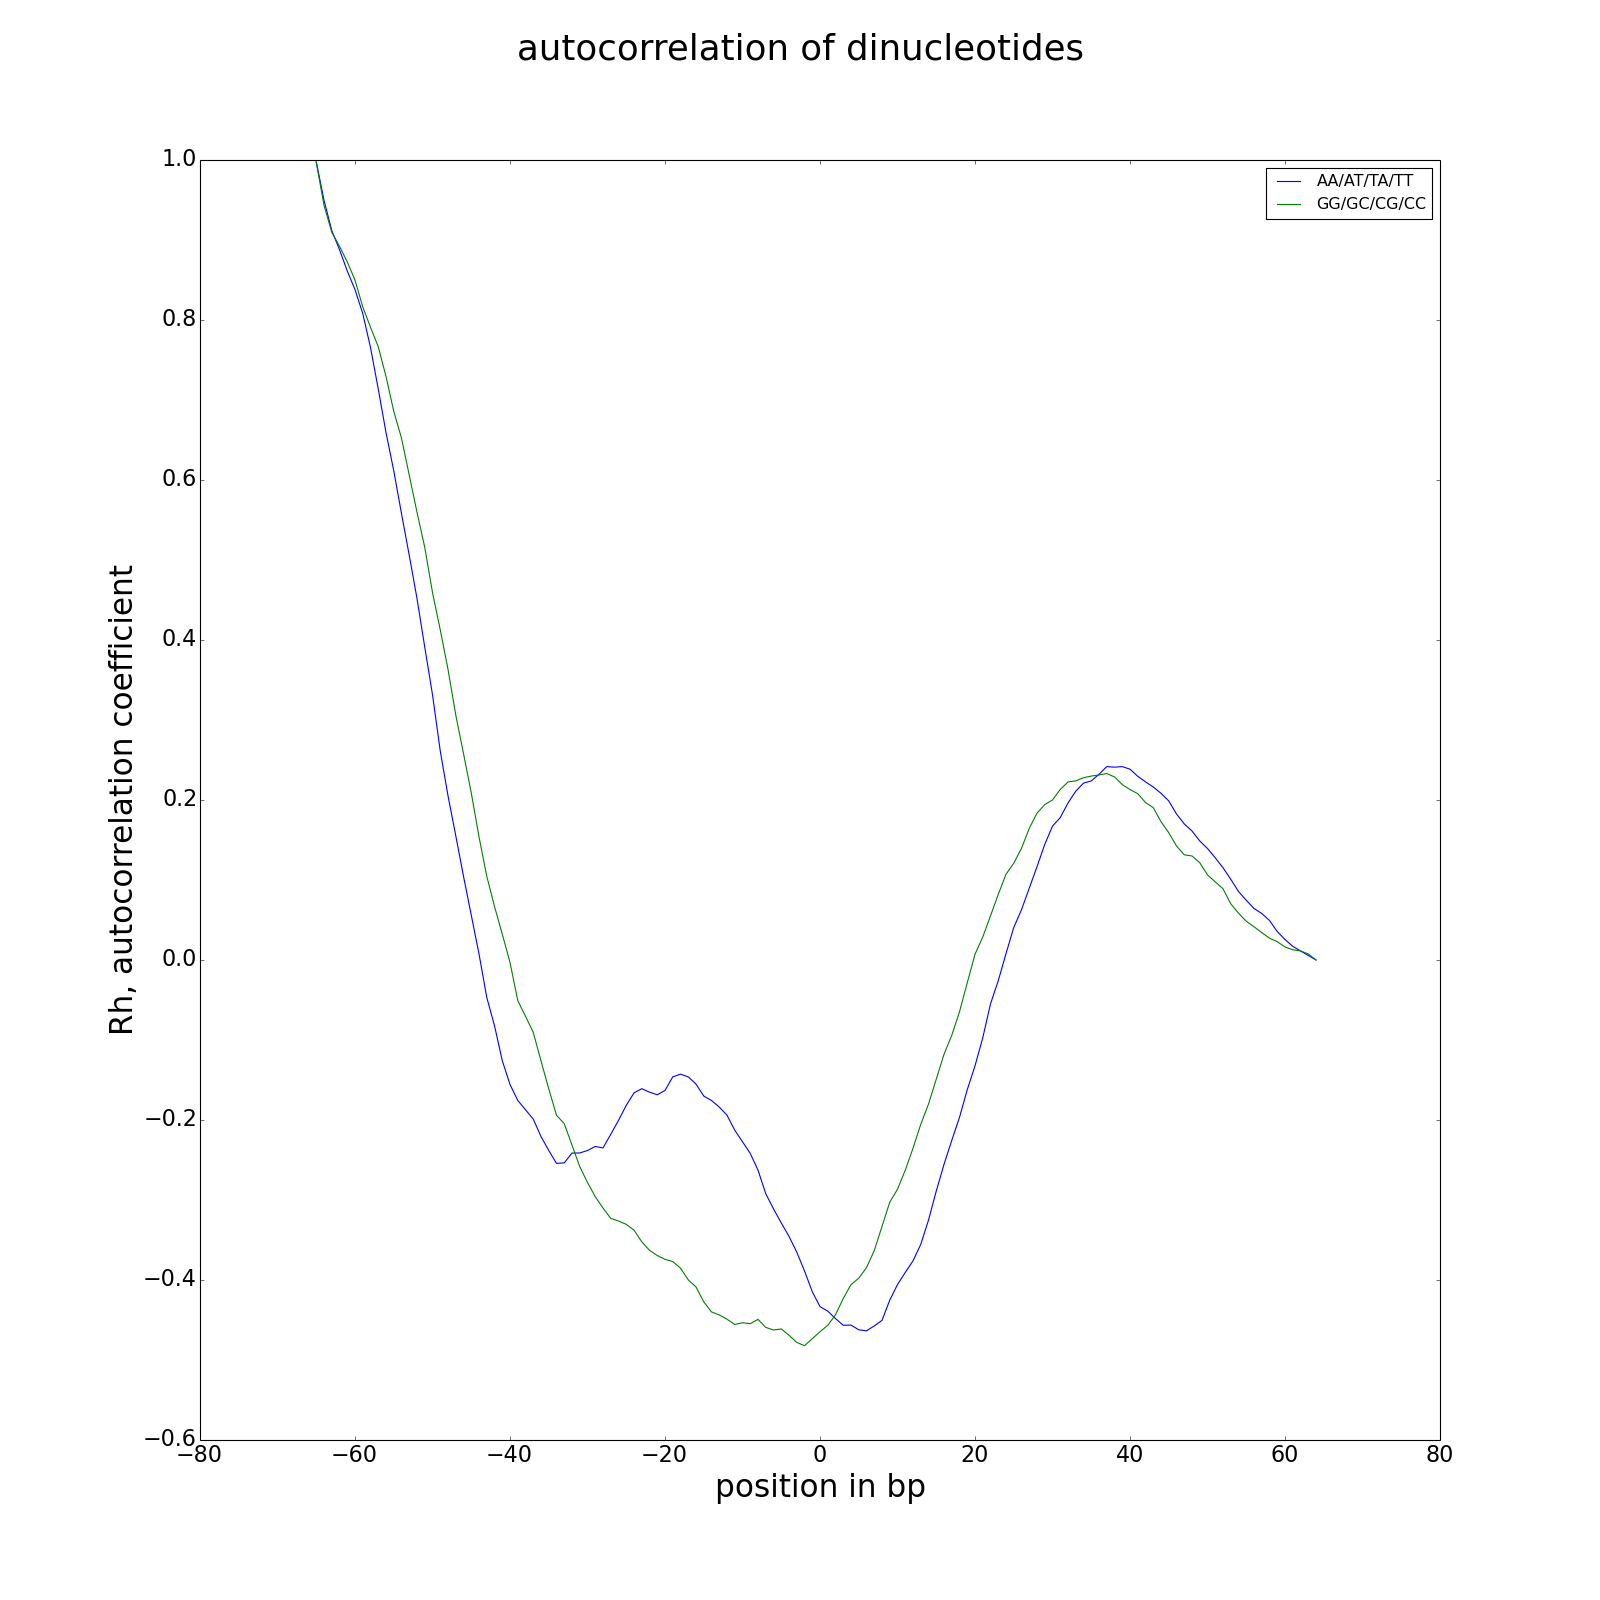 autocorrelation of dinucleotides
AA/AT/TA/TT
GG/GC/CG/CC
Rh, autocorrelation coefficient
1.0
0.8
0.6
0.4
0.2
0.0
−0.2
−0.4
−0.6
−80 −60 −40 −20 0 20 40 60 80
position in bp